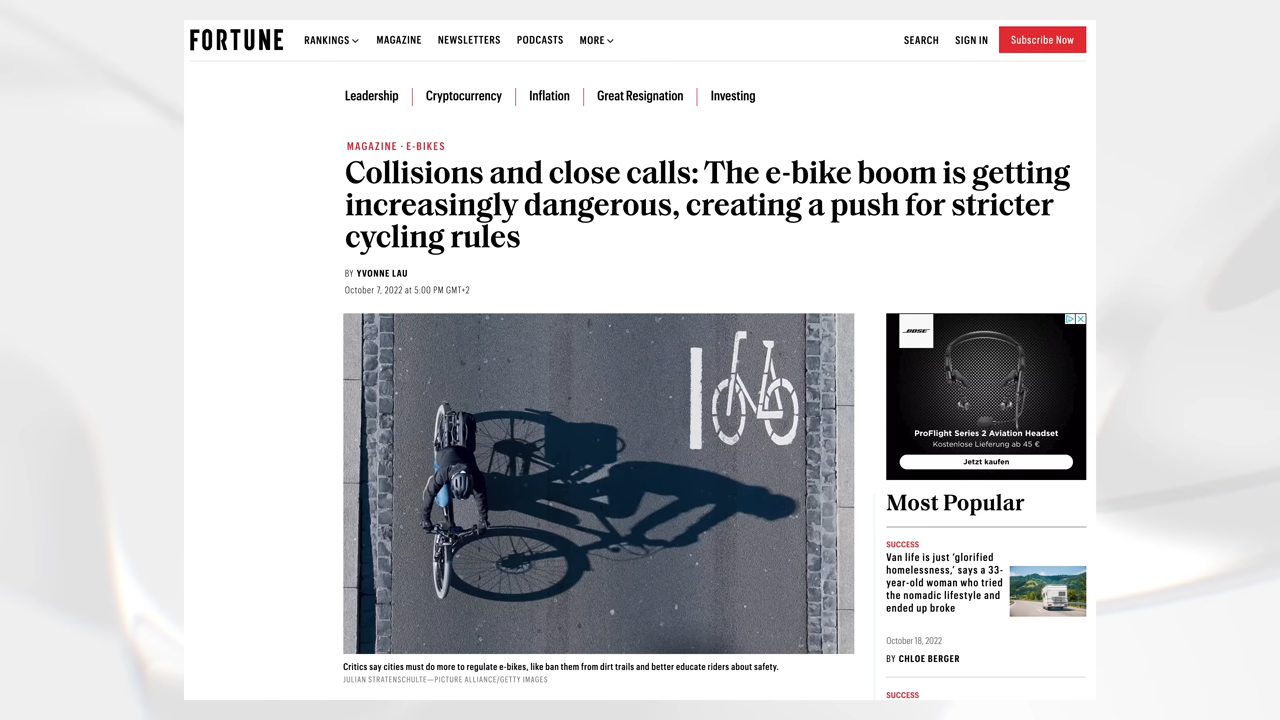 FORTUNE
RANKINGS
MAGAZINE
NEWSLETTERS
PODCASTS
MORE
SEARCH
SIGN IN
Subscribe Now
Leadership
Cryptocurrency
Inflation
Great Resignation
Investing
MAGAZINE · E-BIKES
Collisions and close calls: The e-bike boom is getting
increasingly dangerous, creating a push for stricter
cycling rules
BY YVONNE LAU
October 7, 2022 at 5:00 PM GMT+2
Critics say cities must do more to regulate e-bikes, like ban them from dirt trails and better educate riders about safety.
JULIAN STRATENSCHULTE—PICTURE ALLIANCE/GETTY IMAGES
BOSE
ProFlight Series 2 Aviation Headset
Kostenlose Lieferung ab 45 €
Jetzt kaufen
Most Popular
SUCCESS
Van life is just ‘glorified
homelessness,’ says a 33-
year-old woman who tried
the nomadic lifestyle and
ended up broke
October 18, 2022
BY CHLOE BERGER
SUCCESS